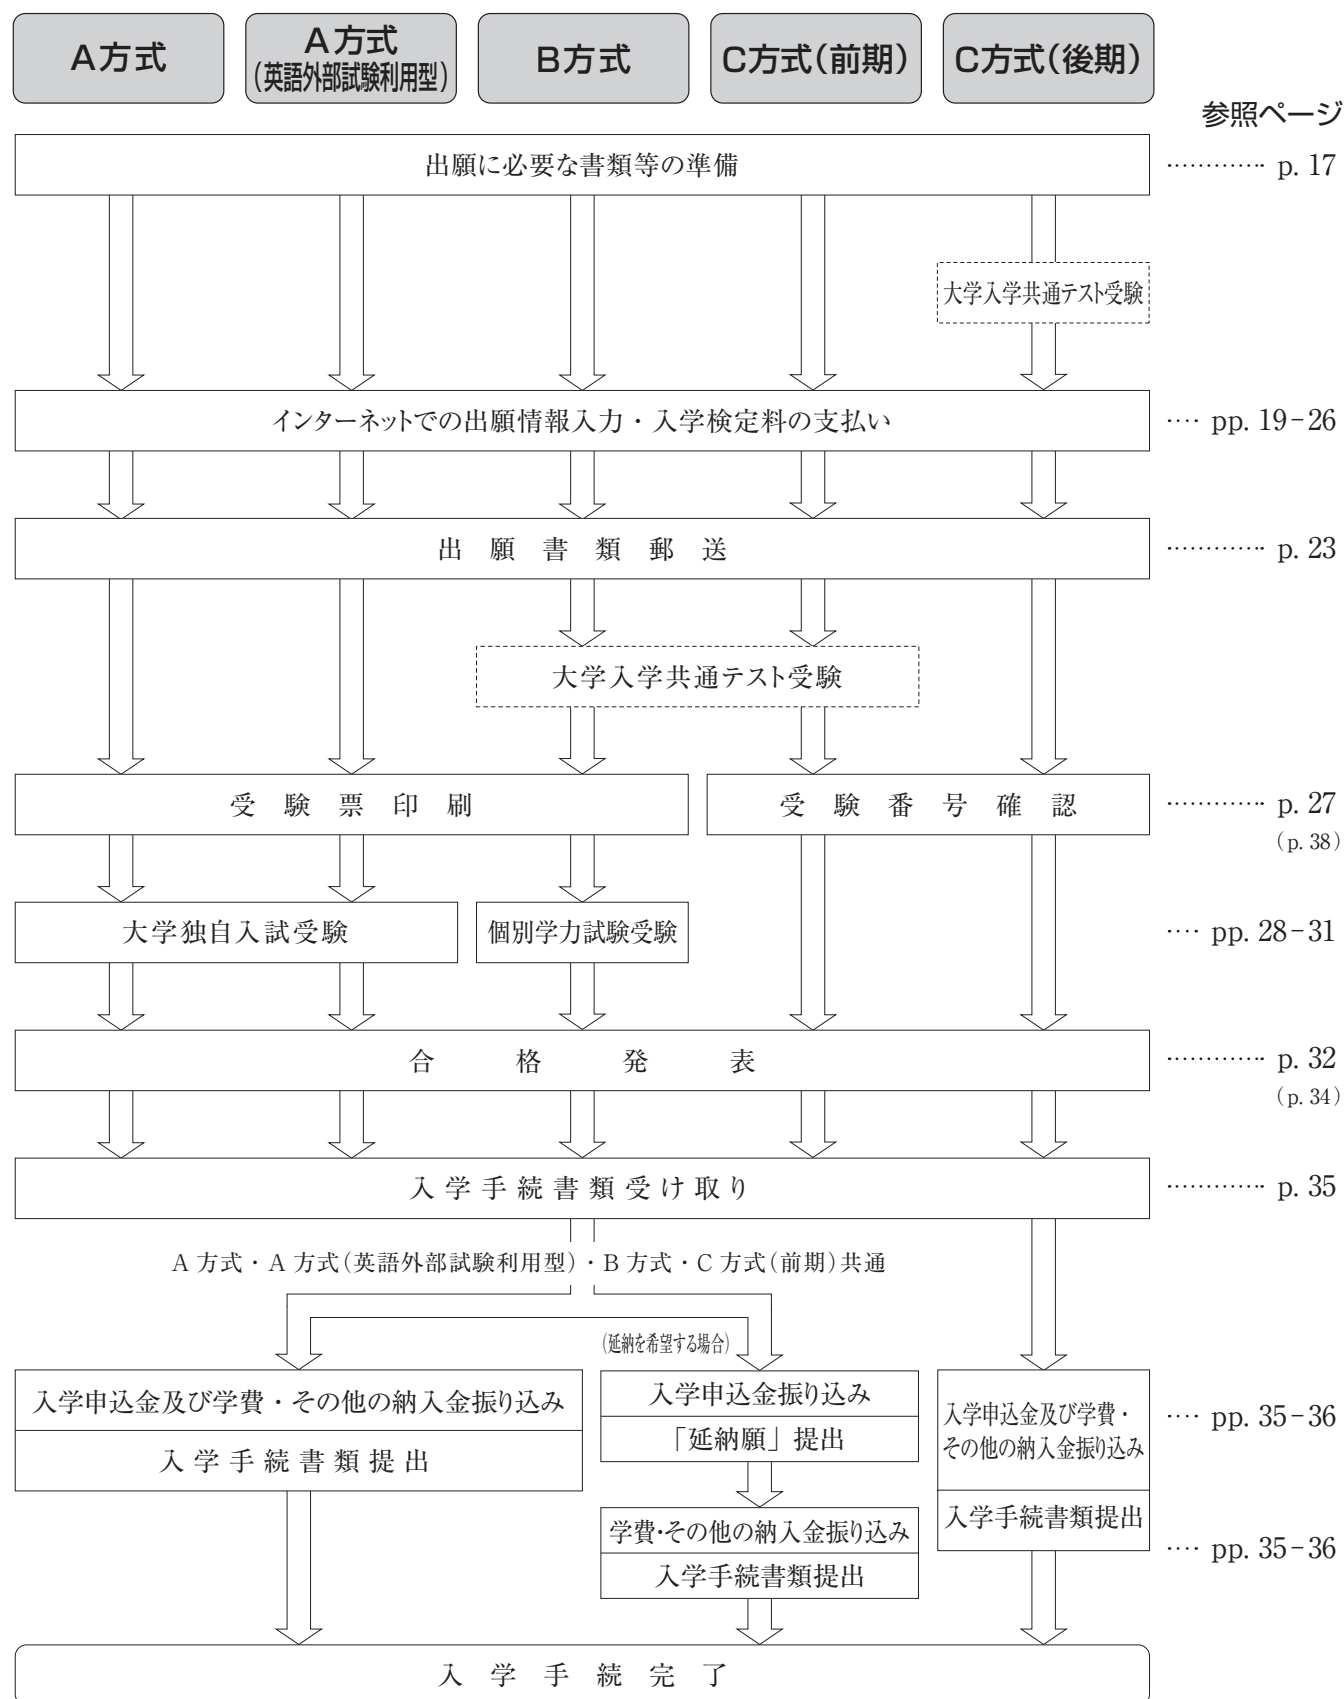 A方式
A方式
(英語外部試験利用型)
B方式
C方式(前期)
C方式(後期)
参照ページ
出願に必要な書類等の準備
············ p. 17
大学入学共通テスト受験
インターネットでの出願情報入力・入学検定料の支払い
···· pp. 19-26
出願書類郵送
············ p. 23
大学入学共通テスト受験
受験票印刷
受験番号確認
············ p. 27
(p. 38)
大学独自入試受験
個別学力試験受験
···· pp. 28-31
合格発表
············ p. 32
(p. 34)
入学手続書類受け取り
············ p. 35
A方式・A方式(英語外部試験利用型)・B方式・C方式(前期)共通
(延納を希望する場合)
入学申込金及び学費・その他の納入金振り込み
入学手続書類提出
入学申込金振り込み
「延納願」提出
入学申込金及び学費・
その他の納入金振り込み
入学手続書類提出
···· pp. 35-36
学費・その他の納入金振り込み
入学手続書類提出
···· pp. 35-36
入学手続完了